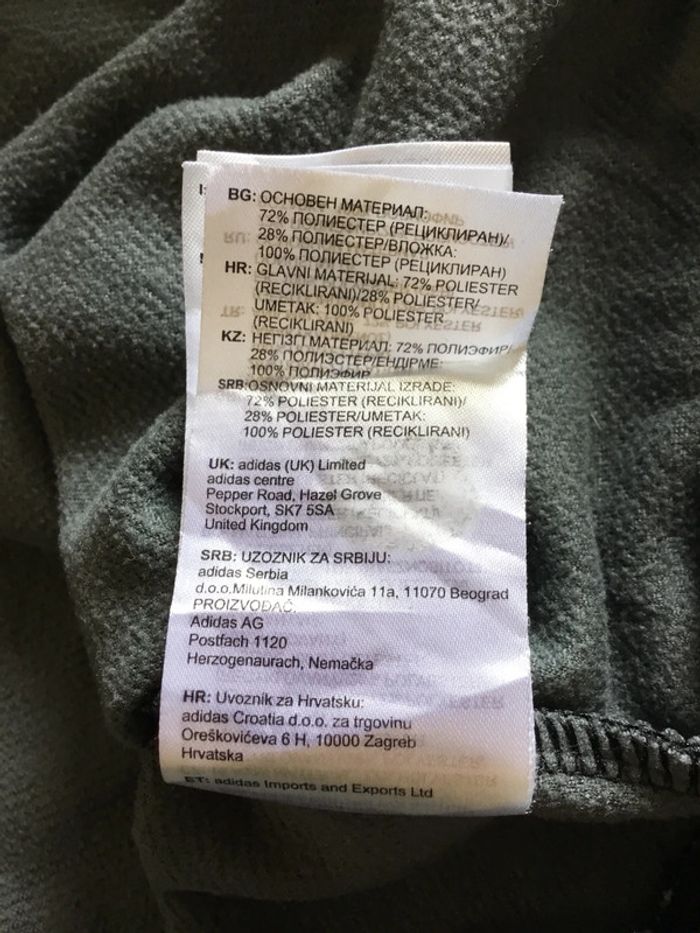 BG: ОСНОВЕН МАТЕРИАЛ:
72% ПОЛИЕСТЕР (РЕЦИКЛИРАН)/
28% ПОЛИЕСТЕР/ВЛОЖКА:
100% ПОЛИЕСТЕР (РЕЦИКЛИРАН)
HR: GLAVNI MATERIJAL: 72% POLIESTER
(RECIKLIRANI)/28% POLIESTER/
UMETAK: 100% POLIESTER
(RECIKLIRANI)
KZ: НЕГІЗГІ МАТЕРИАЛ: 72% ПОЛИЭФИР/
28% ПОЛИЭСТЕР/ЕНДІРМЕ:
100% ПОЛИЭФИР
SRB:OSNOVNI MATERIJAL IZRADE:
72% POLIESTER (RECIKLIRANI)/
28% POLIESTER/UMETAK:
100% POLIESTER (RECIKLIRANI)
UK: adidas (UK) Limited
adidas centre
Pepper Road, Hazel Grove
Stockport, SK7 5SA
United Kingdom
SRB: UZOZNIK ZA SRBIJU:
adidas Serbia
d.o.o.Milutina Milankovića 11a, 11070 Beograd
PROIZVOĐAČ:
Adidas AG
Postfach 1120
Herzogenaurach, Nemačka
HR: Uvoznik za Hrvatsku:
adidas Croatia d.o.o. za trgovinu
Oreškovićeva 6 H, 10000 Zagreb
Hrvatska
ET: adidas Imports and Exports Ltd